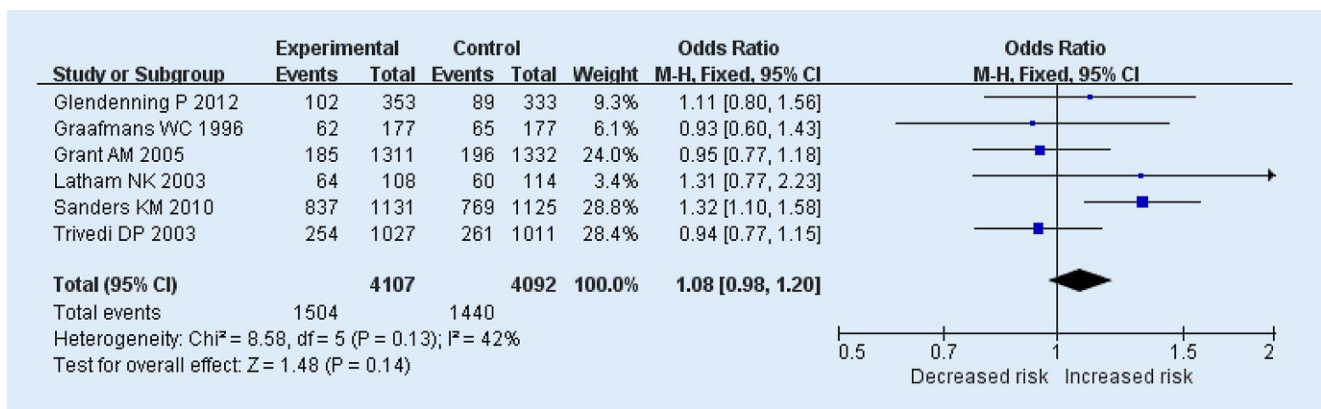 Experimental Control Odds Ratio Odds Ratio
Study or Subgroup Events Total Events Total Weight M-H, Fixed, 95% CI M-H, Fixed, 95% CI
Glendenning P 2012 102 353 89 333 9.3% 1.11 [0.80, 1.56]
Graafmans WC 1996 62 177 65 177 6.1% 0.93 [0.60, 1.43]
Grant AM 2005 185 1311 196 1332 24.0% 0.95 [0.77, 1.18]
Latham NK 2003 64 108 60 114 3.4% 1.31 [0.77, 2.23]
Sanders KM 2010 837 1131 769 1125 28.8% 1.32 [1.10, 1.58]
Trivedi DP 2003 254 1027 261 1011 28.4% 0.94 [0.77, 1.15]
Total (95% CI) 4107 4092 100.0% 1.08 [0.98, 1.20]
Total events 1504 1440
Heterogeneity: Chi² = 8.58, df = 5 (P = 0.13); I² = 42%
Test for overall effect: Z = 1.48 (P = 0.14)
0.5 0.7 1 1.5 2
Decreased risk Increased risk